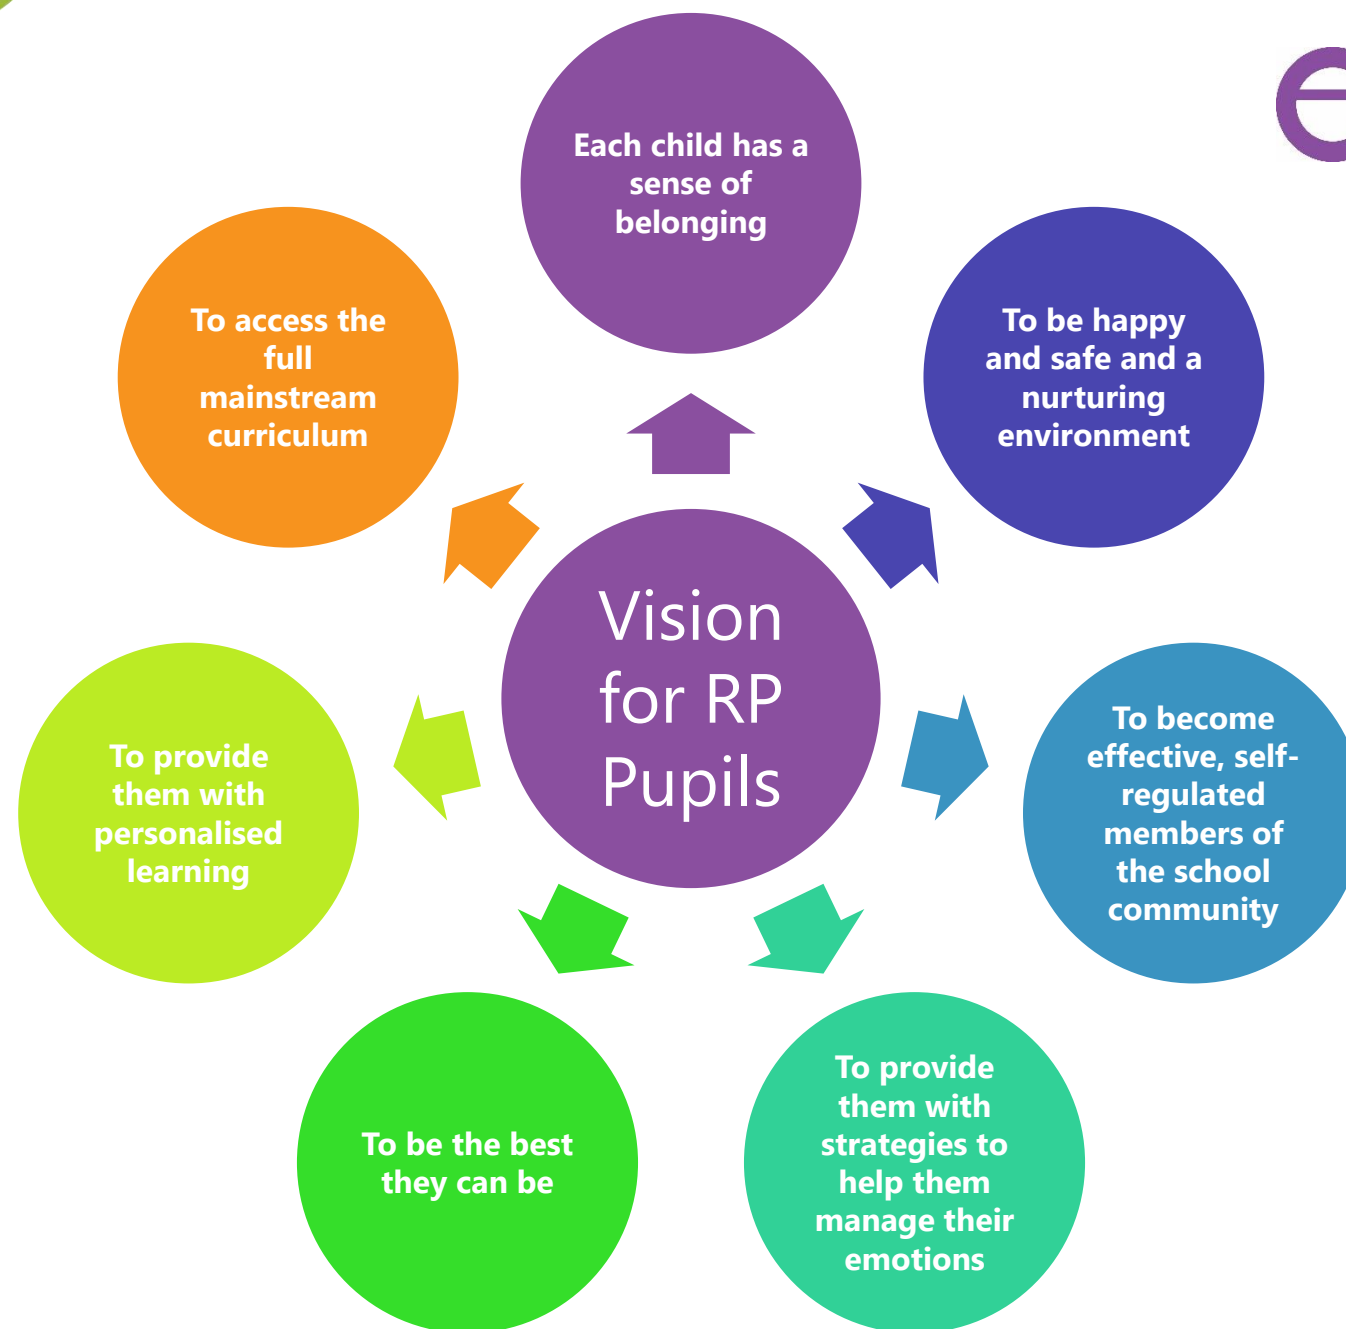 Each child has a
sense of
belonging
To be happy
and safe and a
nurturing
environment
To become
effective, self-
regulated
members of
the school
community
To provide
them with
strategies to
help them
manage their
emotions
To be the best
they can be
To provide
them with
personalised
learning
To access the
full
mainstream
curriculum
Vision
for RP
Pupils